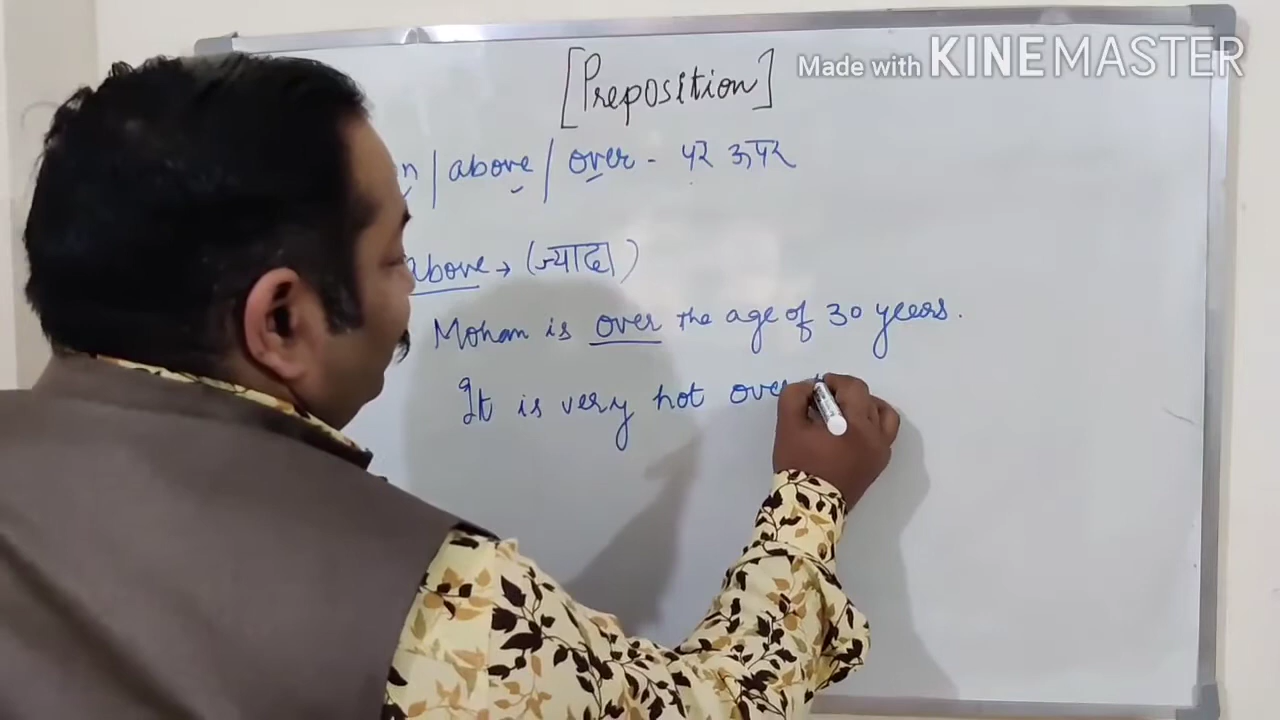 [Preposition]
Made with KINEMASTER
n / above / over - पर ऊपर
above → (ज्यादा)
Mohan is over the age of 30 years.
It is very hot over